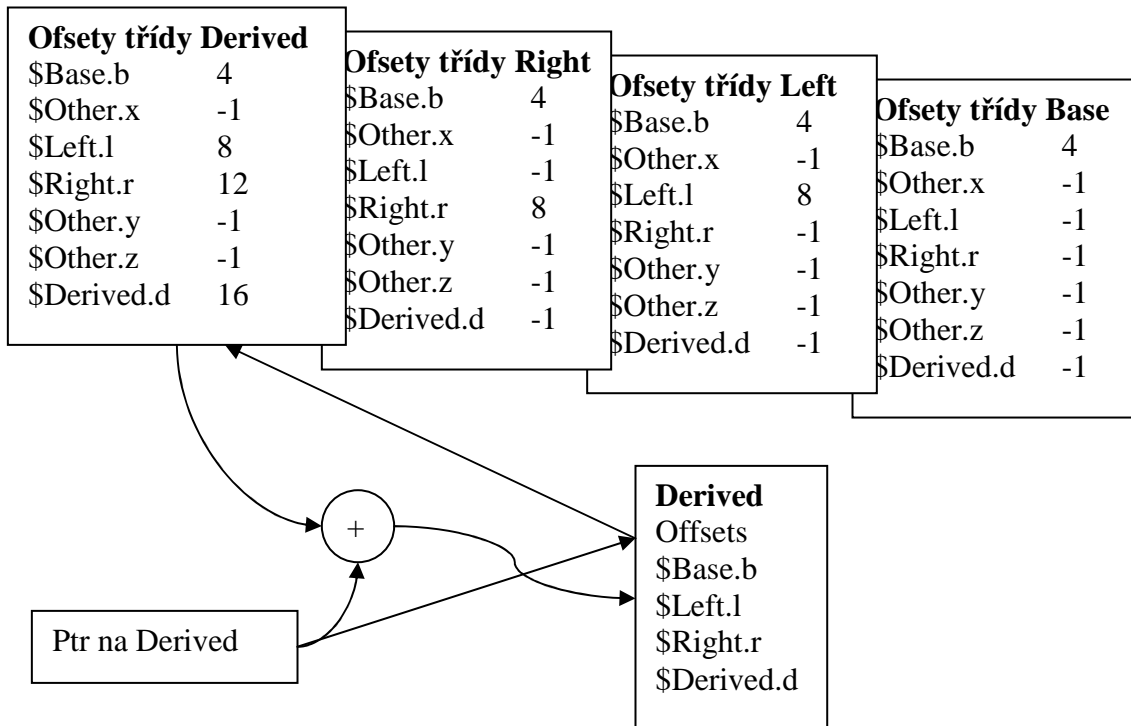 Ofsety třídy Derived
$Base.b 4
$Other.x -1
$Left.l 8
$Right.r 12
$Other.y -1
$Other.z -1
$Derived.d 16
Ofsety třídy Right
$Base.b 4
$Other.x -1
$Left.l -1
$Right.r 8
$Other.y -1
$Other.z -1
$Derived.d -1
Ofsety třídy Left
$Base.b 4
$Other.x -1
$Left.l 8
$Right.r -1
$Other.y -1
$Other.z -1
$Derived.d -1
Ofsety třídy Base
$Base.b 4
$Other.x -1
$Left.l -1
$Right.r -1
$Other.y -1
$Other.z -1
$Derived.d -1
+
Ptr na Derived
Derived
Offsets
$Base.b
$Left.l
$Right.r
$Derived.d